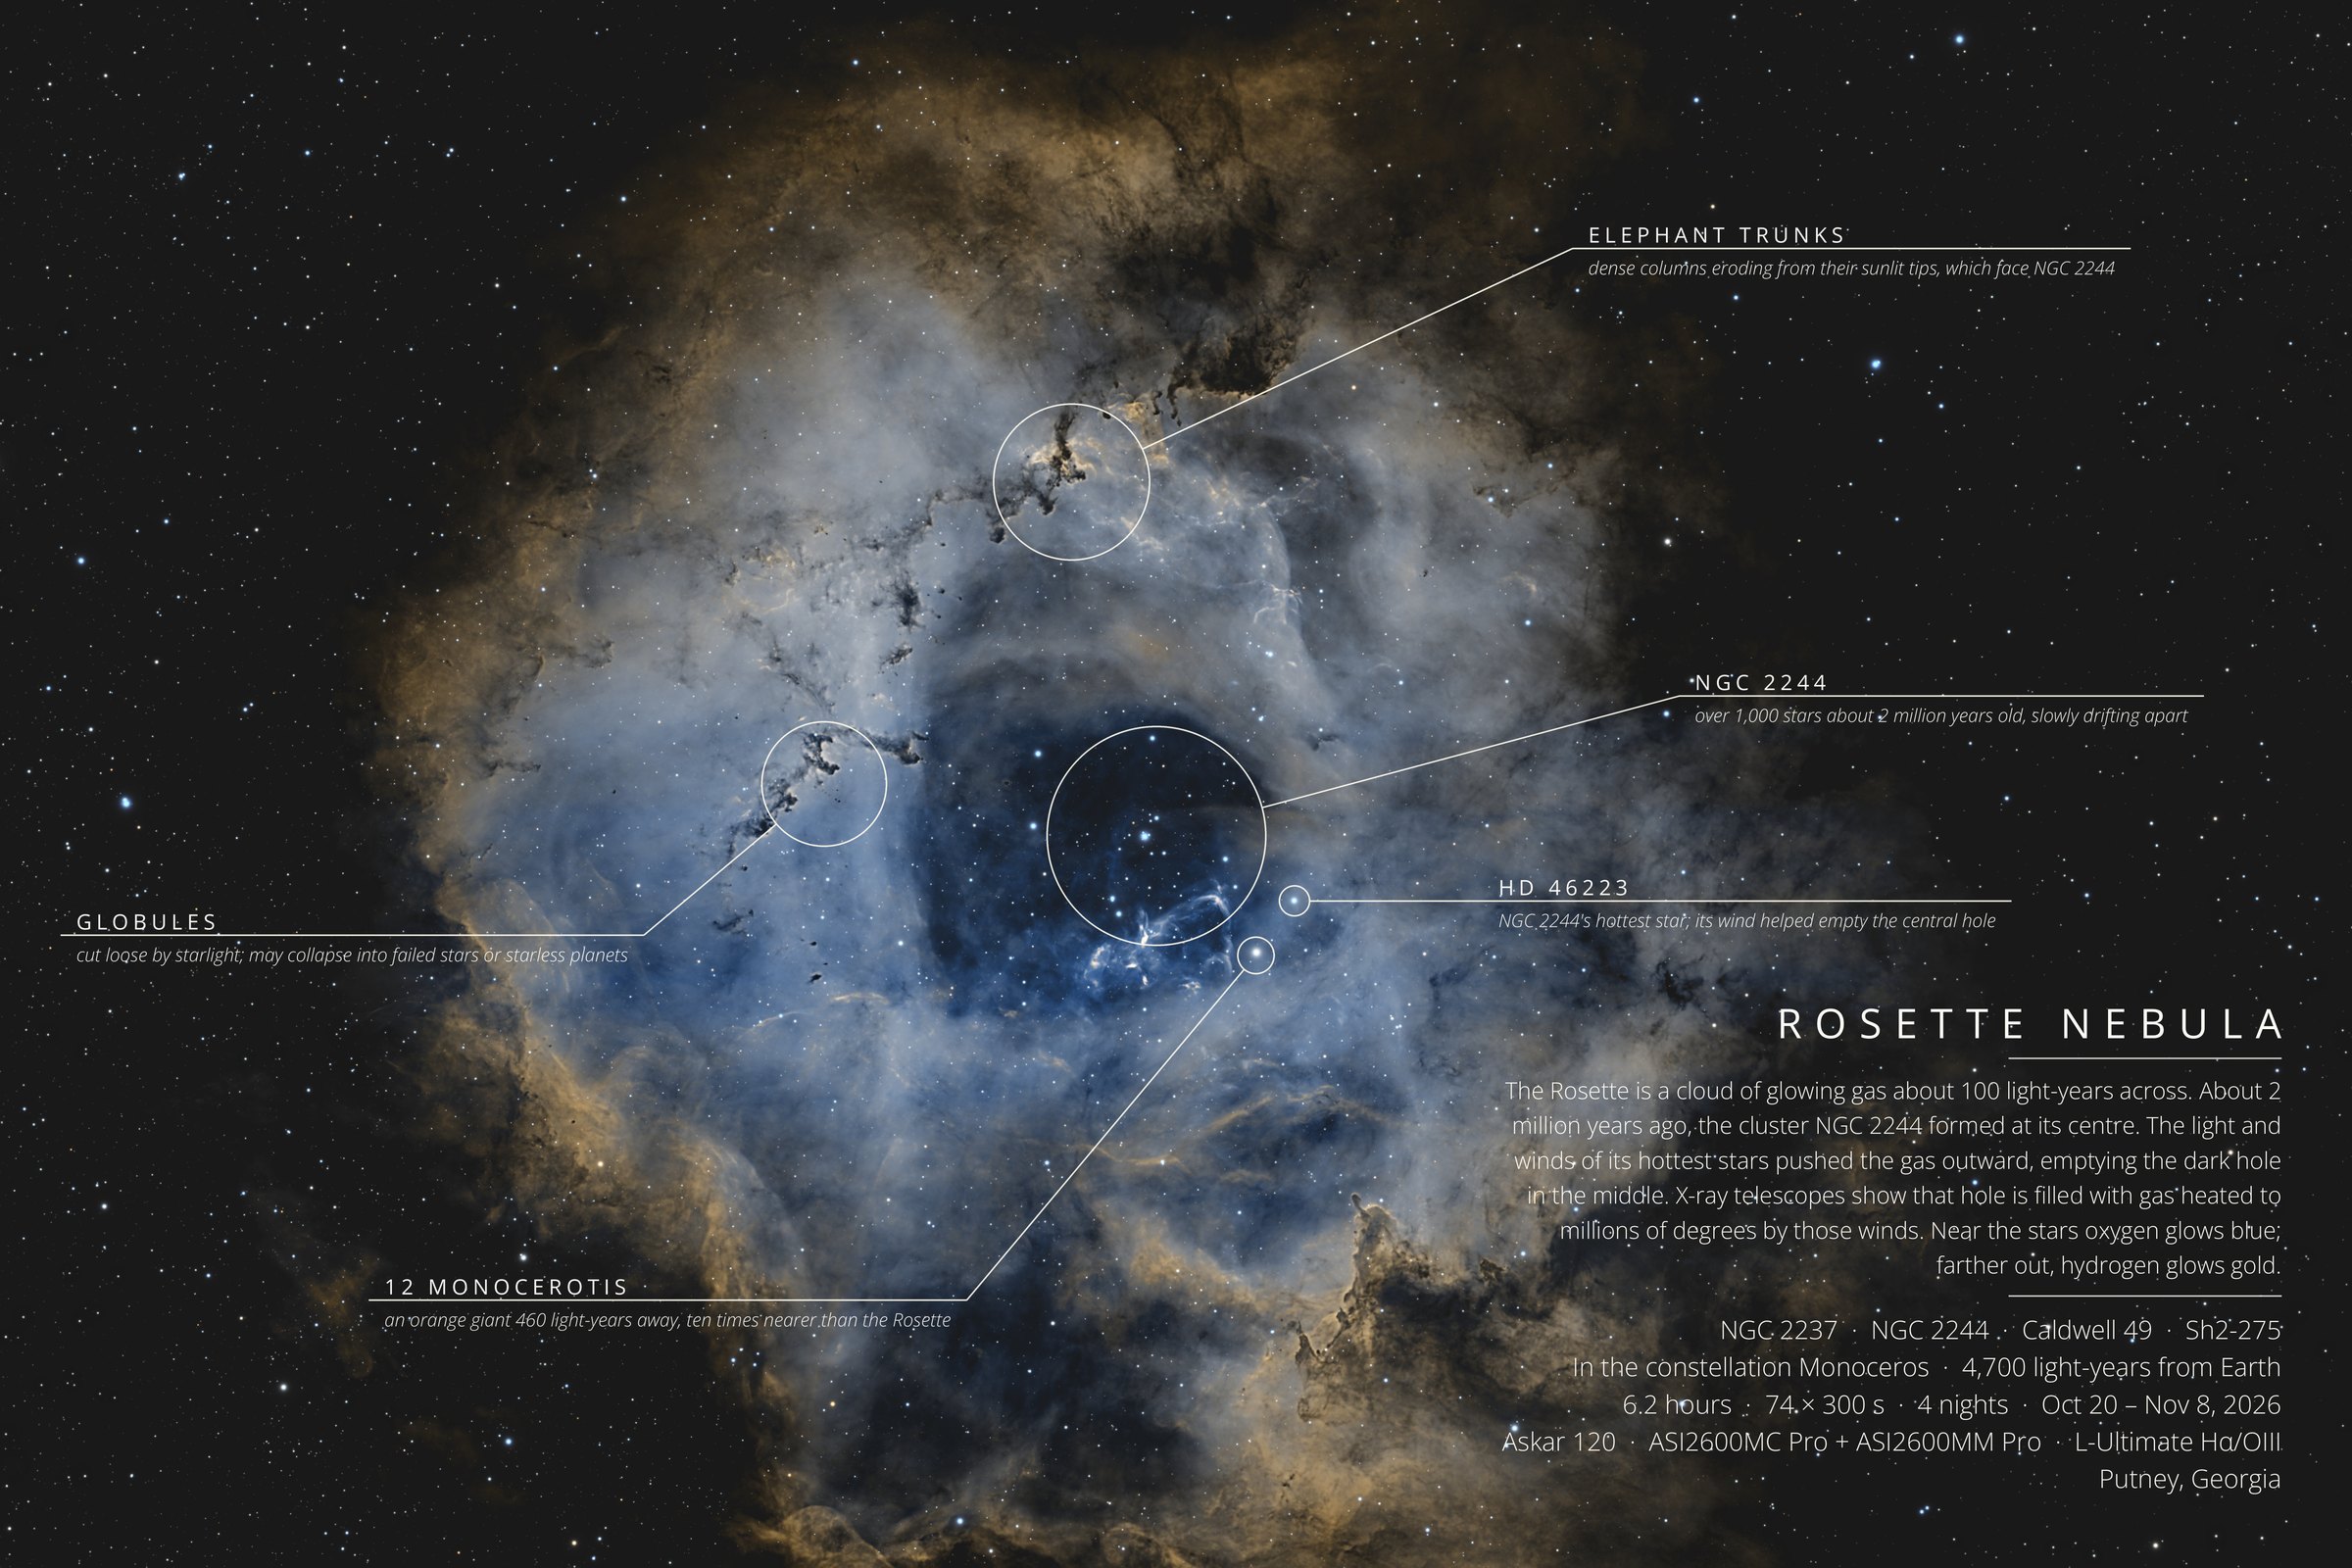 ELEPHANT TRUNKS
dense columns eroding from their sunlit tips, which face NGC 2244
NGC 2244
over 1,000 stars about 2 million years old, slowly drifting apart
HD 46223
NGC 2244's hottest star; its wind helped empty the central hole
GLOBULES
cut loose by starlight; may collapse into failed stars or starless planets
12 MONOCEROTIS
an orange giant 460 light-years away, ten times nearer than the Rosette
ROSETTE NEBULA
The Rosette is a cloud of glowing gas about 100 light-years across. About 2
million years ago, the cluster NGC 2244 formed at its centre. The light and
winds of its hottest stars pushed the gas outward, emptying the dark hole
in the middle. X-ray telescopes show that hole is filled with gas heated to
millions of degrees by those winds. Near the stars oxygen glows blue;
farther out, hydrogen glows gold.
NGC 2237 · NGC 2244 · Caldwell 49 · Sh2-275
In the constellation Monoceros · 4,700 light-years from Earth
6.2 hours · 74 × 300 s · 4 nights · Oct 20 – Nov 8, 2026
Askar 120 · ASI2600MC Pro + ASI2600MM Pro · L-Ultimate Hα/OIII
Putney, Georgia